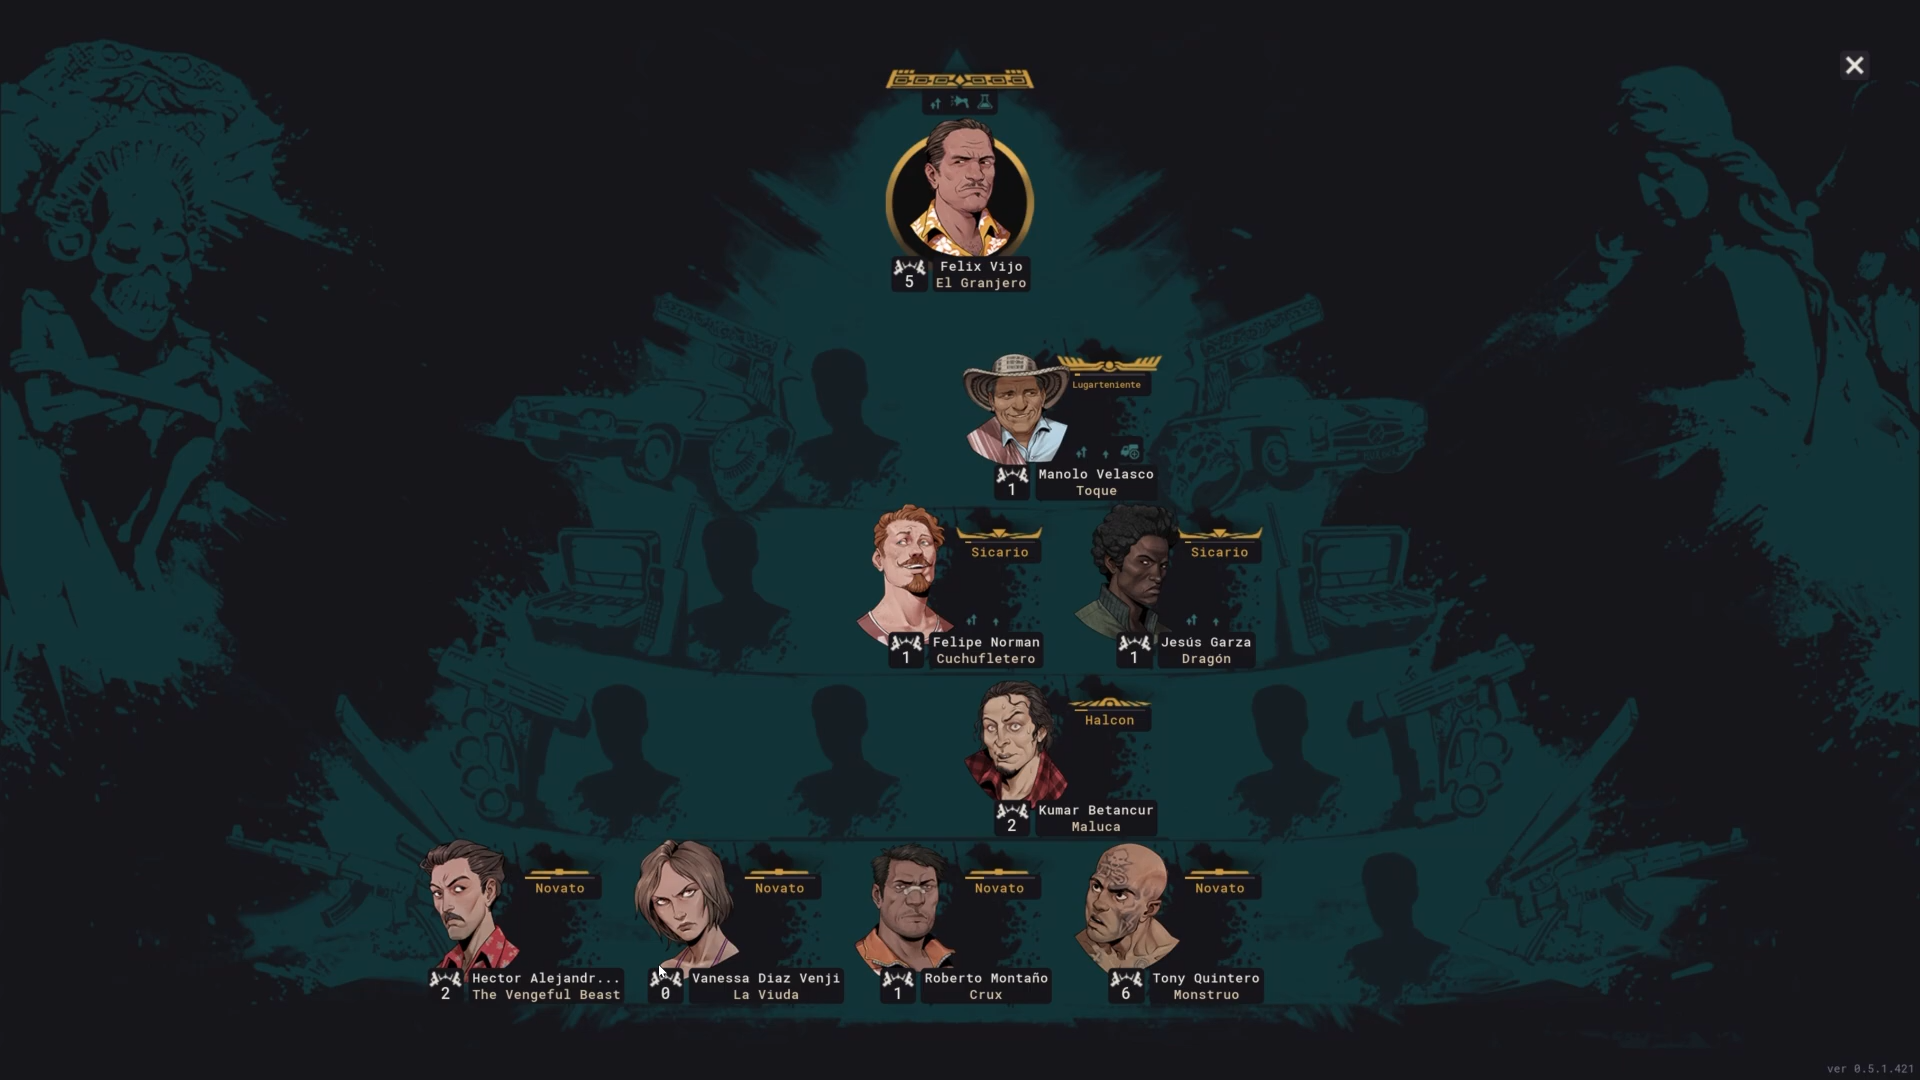 5
Felix Vijo
El Granjero
Lugarteniente
1
Manolo Velasco
Toque
Sicario
Sicario
1
Felipe Norman
Cuchufletero
1
Jesús Garza
Dragón
Halcon
2
Kumar Betancur
Maluca
Novato
Novato
Novato
Novato
2
Hector Alejandr...
The Vengeful Beast
0
Vanessa Diaz Venji
La Viuda
1
Roberto Montaño
Crux
6
Tony Quintero
Monstruo
ver 0.5.1.421